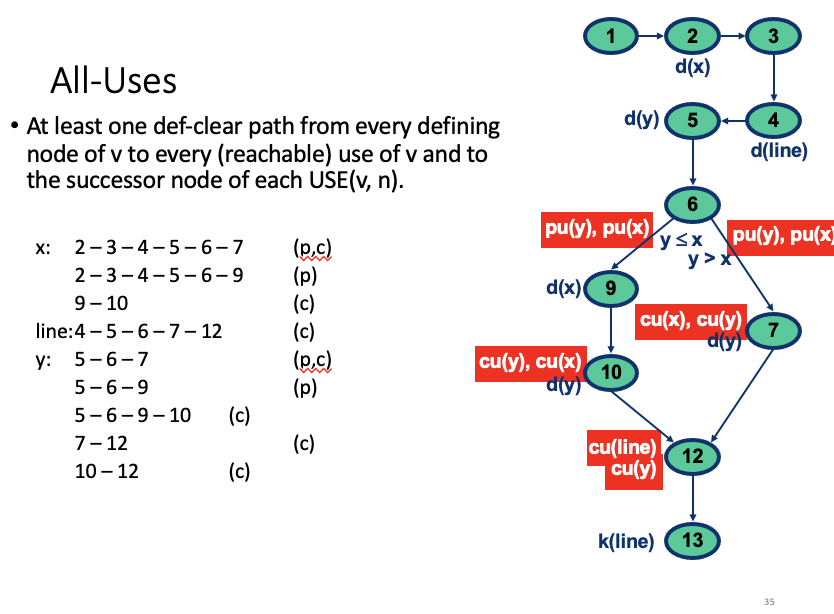 All-Uses
• At least one def-clear path from every defining
node of v to every (reachable) use of v and to
the successor node of each USE(v, n).
x: 2 – 3 – 4 – 5 – 6 – 7 (p,c)
2 – 3 – 4 – 5 – 6 – 9 (p)
9 – 10 (c)
line: 4 – 5 – 6 – 7 – 12 (c)
y: 5 – 6 – 7 (p,c)
5 – 6 – 9 (p)
5 – 6 – 9 – 10 (c)
7 – 12 (c)
10 – 12 (c)
1
2
3
d(x)
d(y)
5
4
d(line)
6
pu(y), pu(x)
pu(y), pu(x)
y ≤ x
y > x
d(x)
9
cu(x), cu(y)
d(y)
7
cu(y), cu(x)
d(y)
10
cu(line)
cu(y)
12
k(line)
13
35